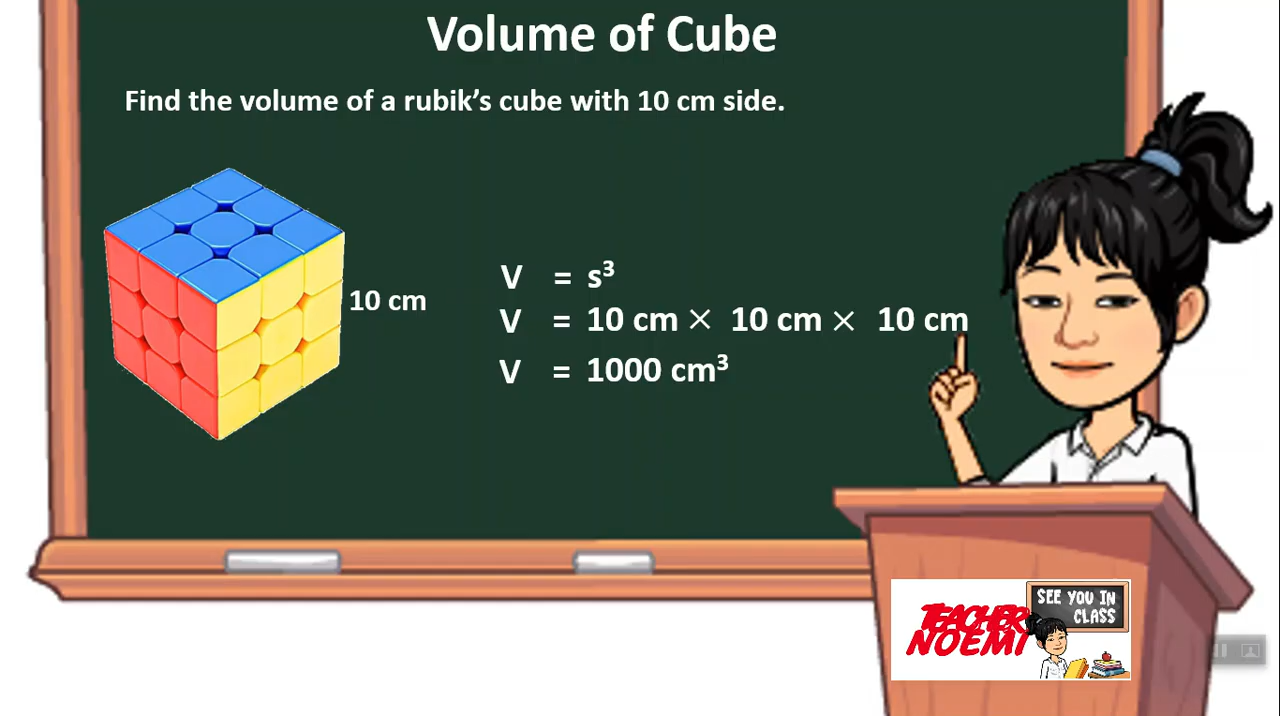 Volume of Cube
Find the volume of a rubik’s cube with 10 cm side.
10 cm
V = s³
V = 10 cm × 10 cm × 10 cm
V = 1000 cm³
SEE YOU IN
CLASS
TEACHER
NOEMI